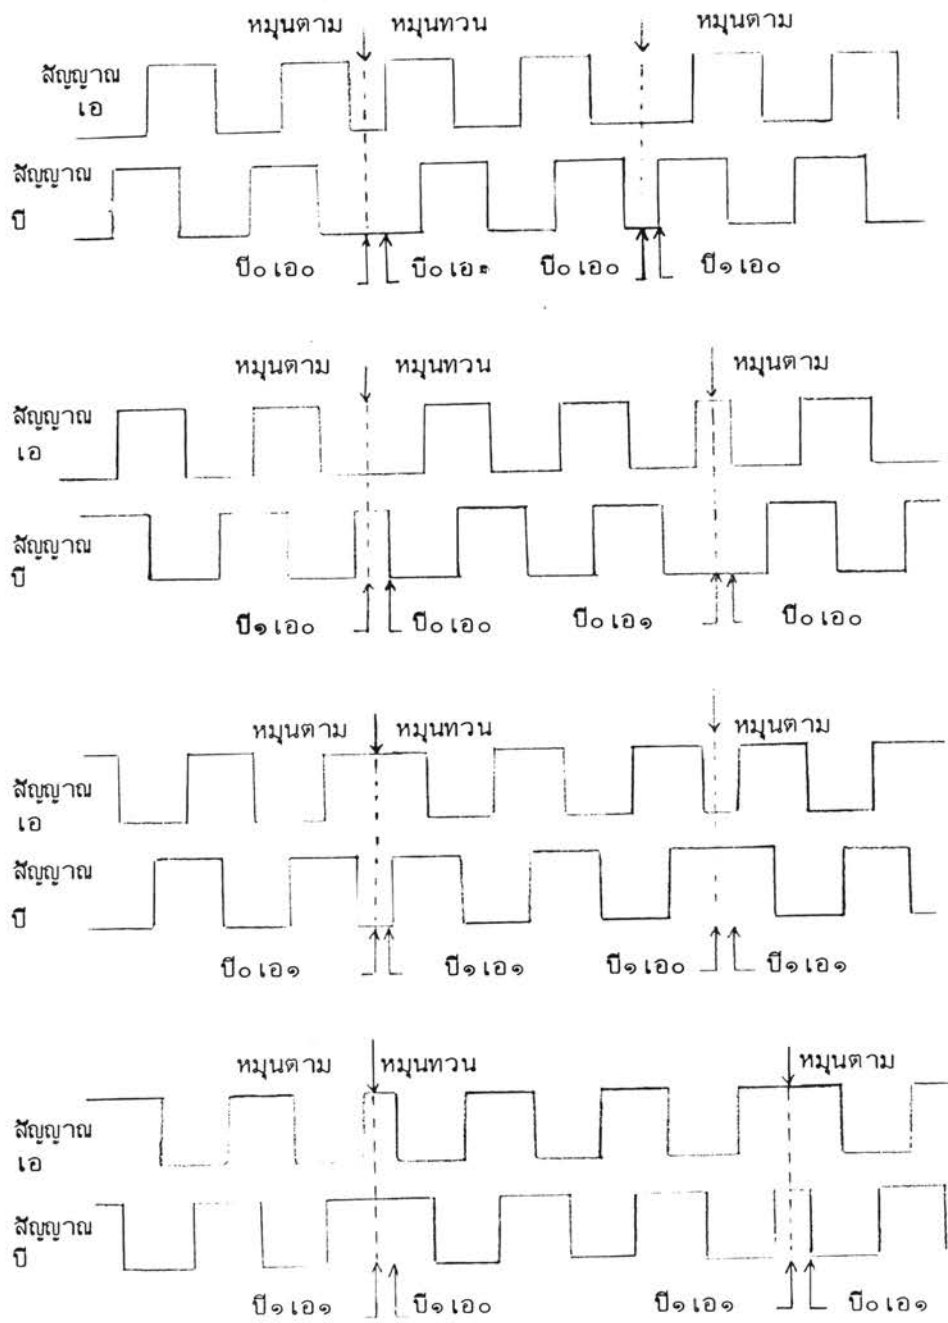 หมุนตาม หมุนทวน หมุนตาม
สัญญาณ
เอ
สัญญาณ
บี
บี๐ เอ๐ บี๐ เอ๑ บี๐ เอ๐ บี๑ เอ๐
หมุนตาม หมุนทวน หมุนตาม
สัญญาณ
เอ
สัญญาณ
บี
บี๑ เอ๐ บี๐ เอ๐ บี๐ เอ๑ บี๐ เอ๐
หมุนตาม หมุนทวน หมุนตาม
สัญญาณ
เอ
สัญญาณ
บี
บี๐ เอ๑ บี๑ เอ๑ บี๑ เอ๐ บี๑ เอ๑
หมุนตาม หมุนทวน หมุนตาม
สัญญาณ
เอ
สัญญาณ
บี
บี๑ เอ๑ บี๑ เอ๐ บี๑ เอ๑ บี๐ เอ๑